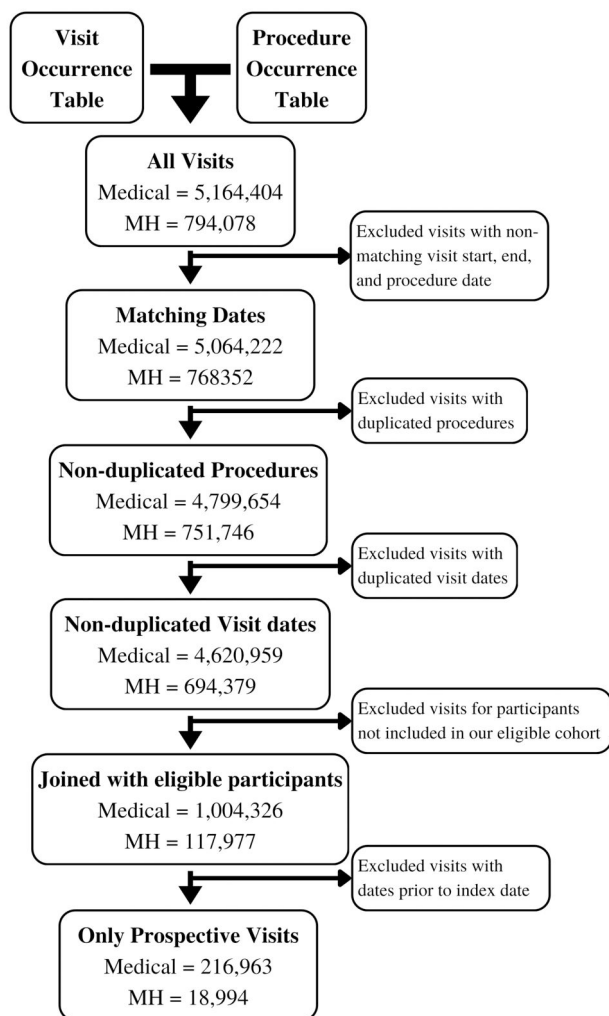 Visit
Occurrence
Table
Procedure
Occurrence
Table
All Visits
Medical = 5,164,404
MH = 794,078
Excluded visits with non-
matching visit start, end,
and procedure date
Matching Dates
Medical = 5,064,222
MH = 768352
Excluded visits with
duplicated procedures
Non-duplicated Procedures
Medical = 4,799,654
MH = 751,746
Excluded visits with
duplicated visit dates
Non-duplicated Visit dates
Medical = 4,620,959
MH = 694,379
Excluded visits for participants
not included in our eligible cohort
Joined with eligible participants
Medical = 1,004,326
MH = 117,977
Excluded visits with
dates prior to index date
Only Prospective Visits
Medical = 216,963
MH = 18,994